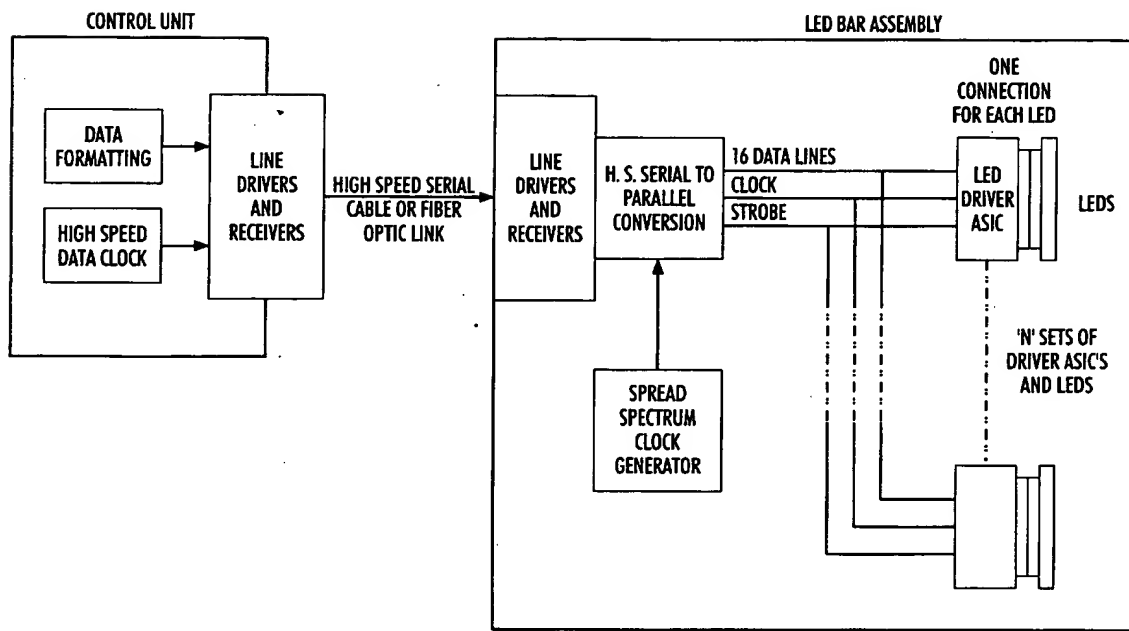 CONTROL UNIT
DATA
FORMATTING
HIGH SPEED
DATA CLOCK
LINE
DRIVERS
AND
RECEIVERS
HIGH SPEED SERIAL
CABLE OR FIBER
OPTIC LINK
LED BAR ASSEMBLY
LINE
DRIVERS
AND
RECEIVERS
H. S. SERIAL TO
PARALLEL
CONVERSION
SPREAD
SPECTRUM
CLOCK
GENERATOR
16 DATA LINES
CLOCK
STROBE
ONE
CONNECTION
FOR EACH LED
LED
DRIVER
ASIC
LEDS
'N' SETS OF
DRIVER ASIC'S
AND LEDS